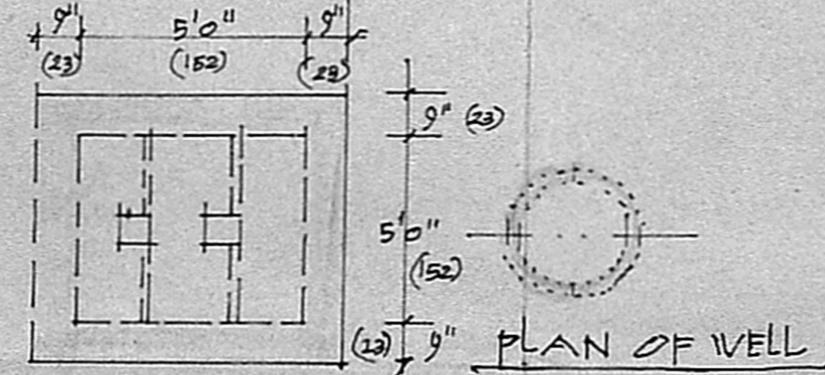 9" 5'0" 9"
(23) (152) (23)
9" (23)
5'0"
(152)
(23) 9"
PLAN OF WELL